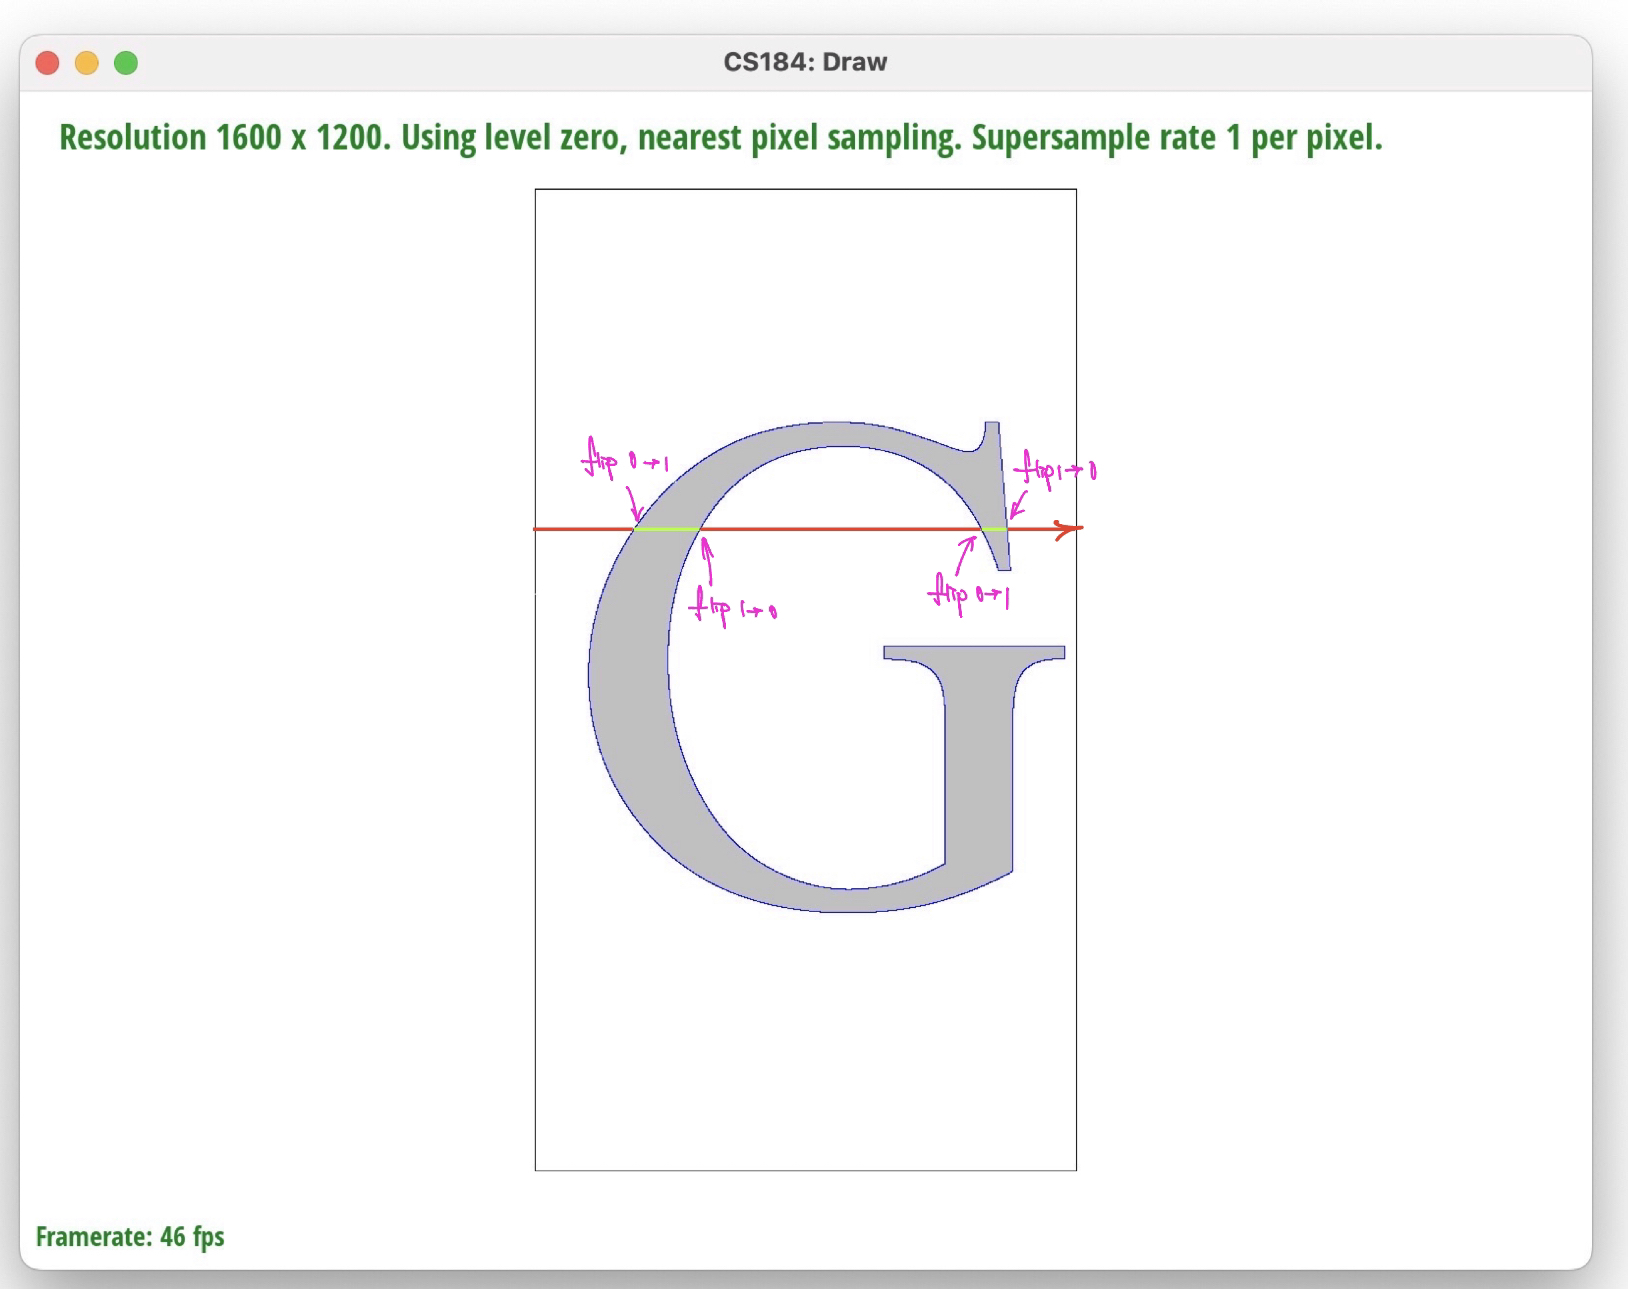 CS184: Draw
Resolution 1600 x 1200. Using level zero, nearest pixel sampling. Supersample rate 1 per pixel.
G
flip 0→1
flip 1→0
flip 1→0
flip 0→1
Framerate: 46 fps